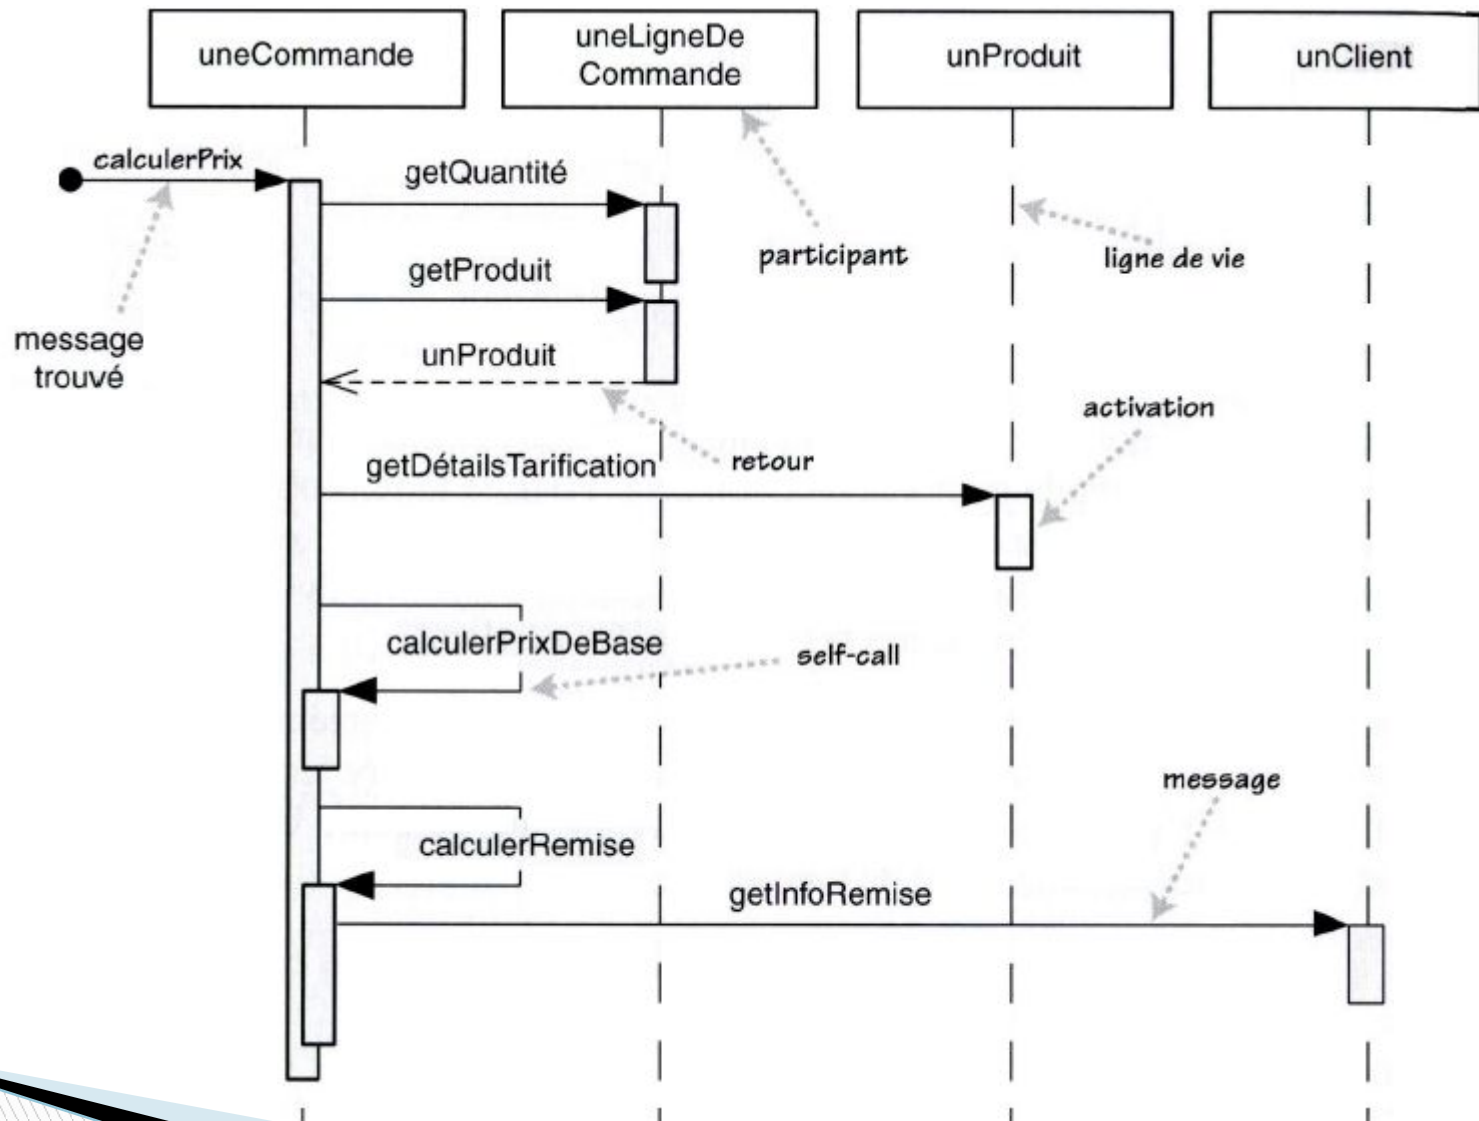 uneCommande
uneLigneDe
Commande
unProduit
unClient
calculerPrix
getQuantité
participant
ligne de vie
getProduit
message
trouvé
unProduit
activation
getDétailsTarification
retour
calculerPrixDeBase
self-call
message
calculerRemise
getInfoRemise